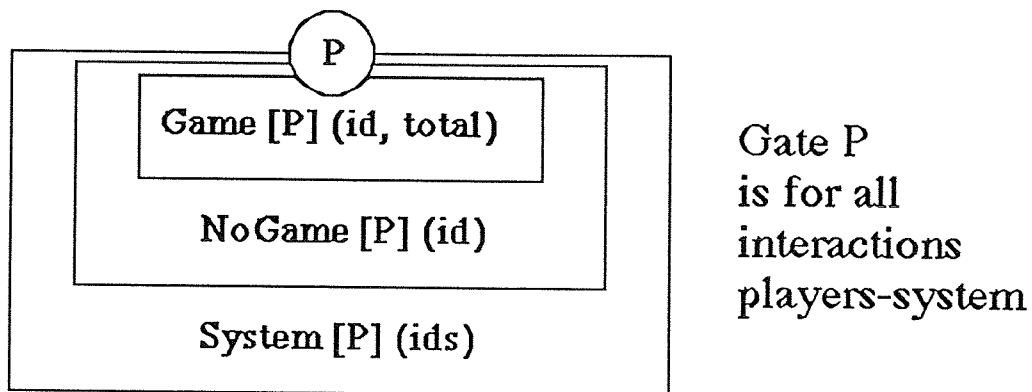 P
Game [P] (id, total)
NoGame [P] (id)
System [P] (ids)
Gate P
is for all
interactions
players-system